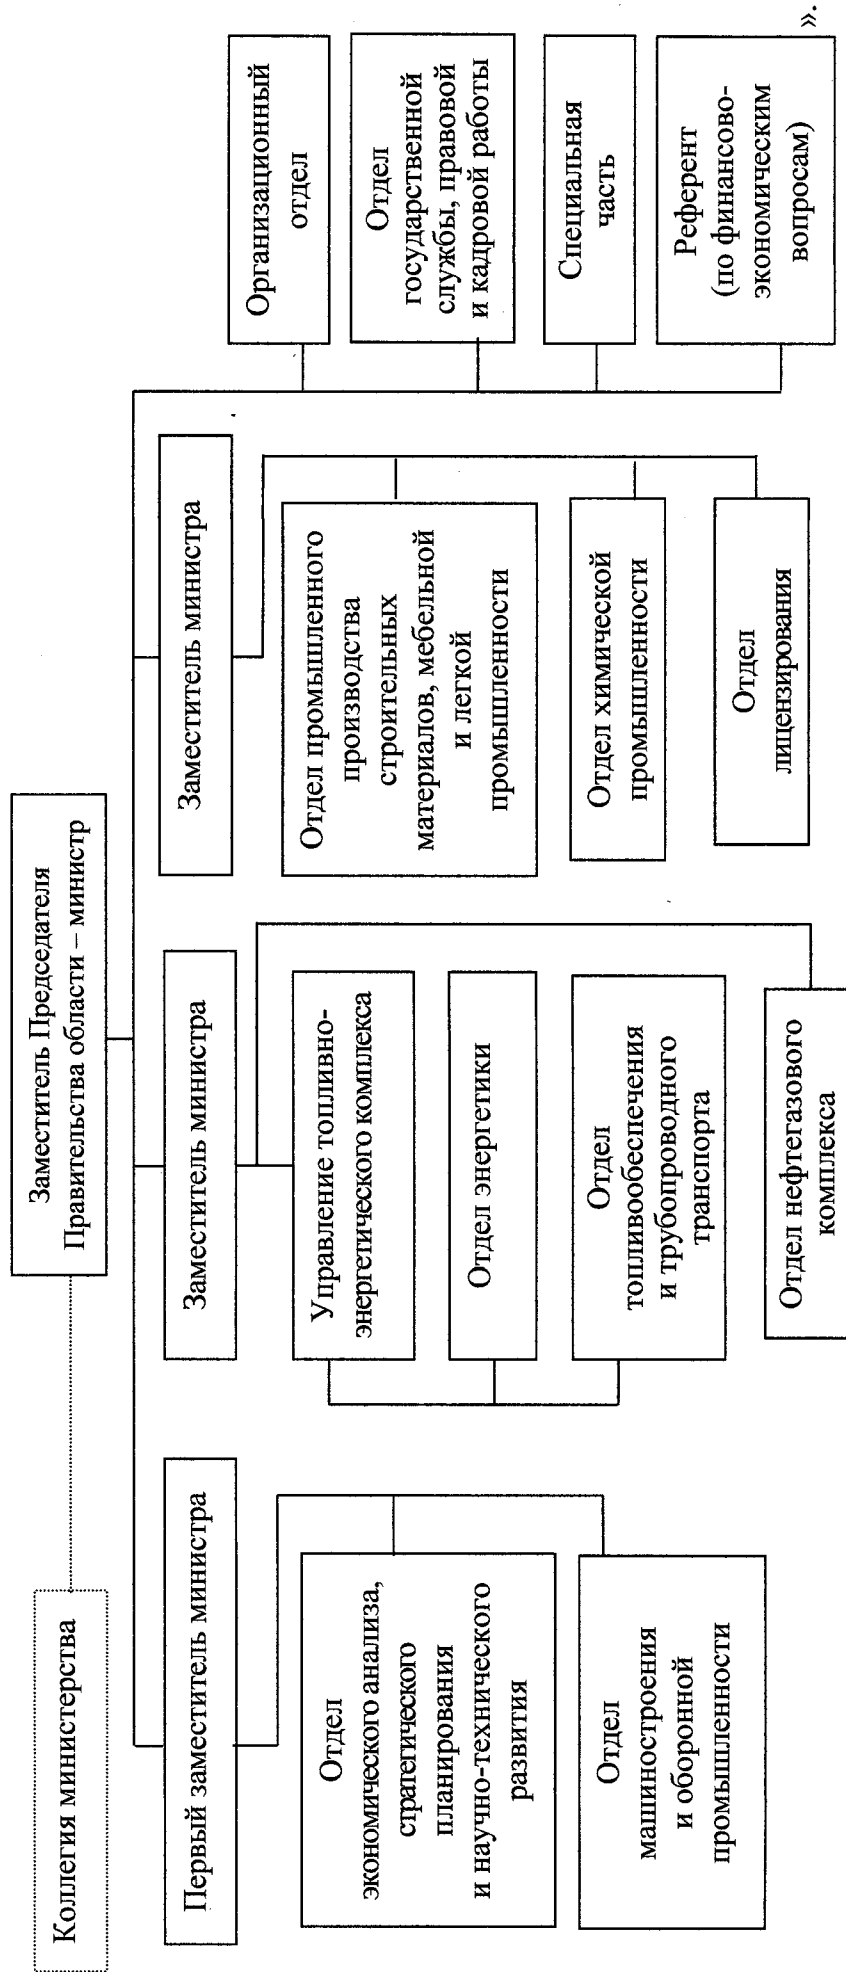 Коллегия министерства
Заместитель Председателя
Правительства области – министр
Первый заместитель министра
Отдел
экономического анализа,
стратегического
планирования
и научно-технического
развития
Отдел
машиностроения
и оборонной
промышленности
Заместитель министра
Управление топливно-
энергетического комплекса
Отдел энергетики
Отдел
топливообеспечения
и трубопроводного
транспорта
Отдел нефтегазового
комплекса
Заместитель министра
Отдел промышленного
производства
строительных
материалов, мебельной
и легкой
промышленности
Отдел химической
промышленности
Отдел
лицензирования
Организационный
отдел
Отдел
государственной
службы, правовой
и кадровой работы
Специальная
часть
Референт
(по финансово-
экономическим
вопросам)
».